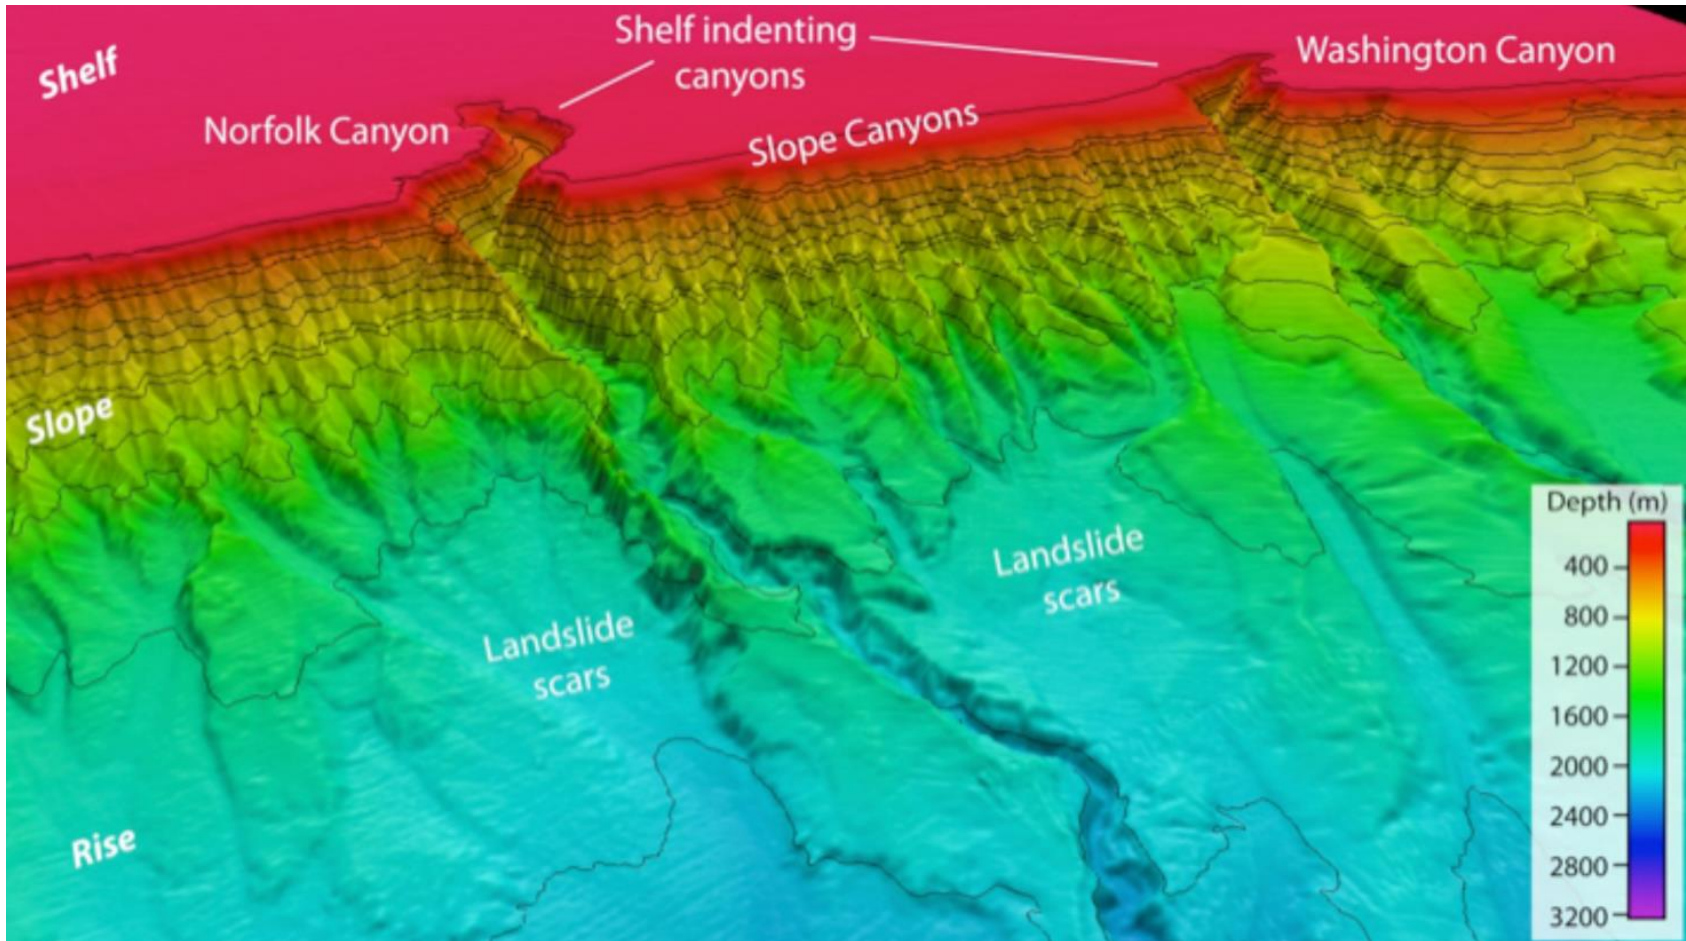 Shelf
Shelf indenting
canyons
Washington Canyon
Norfolk Canyon
Slope Canyons
Slope
Landslide
scars
Landslide
scars
Rise
Depth (m)
400
800
1200
1600
2000
2400
2800
3200